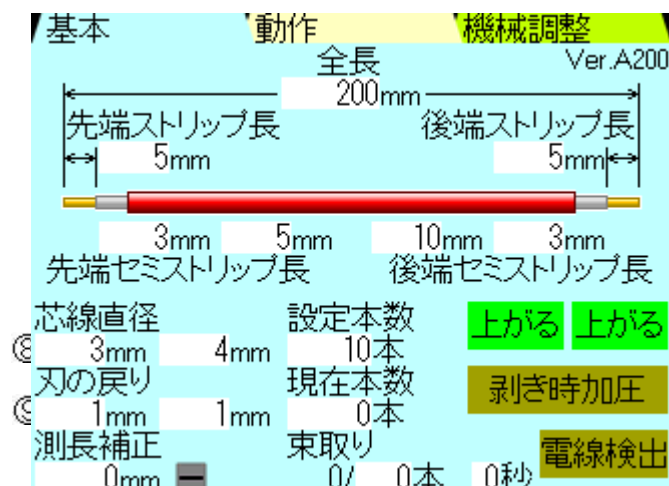 基本 動作 機械調整
全長 Ver.A200
200mm
先端ストリップ長 後端ストリップ長
5mm 5mm
3mm 5mm 10mm 3mm
先端セミストリップ長 後端セミストリップ長
芯線直径 設定本数 上がる 上がる
3mm 4mm 10本
刃の戻り 現在本数 剥き時加圧
1mm 1mm 0本
測長補正 束取り 電線検出
0mm 0/ 0本 0秒